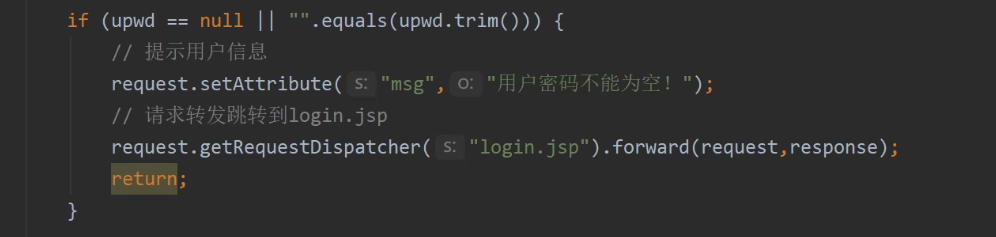 if (upwd == null || "".equals(upwd.trim())) {
// 提示用户信息
request.setAttribute( s: "msg", o: "用户密码不能为空！");
// 请求转发跳转到login.jsp
request.getRequestDispatcher( s: "login.jsp").forward(request,response);
return;
}